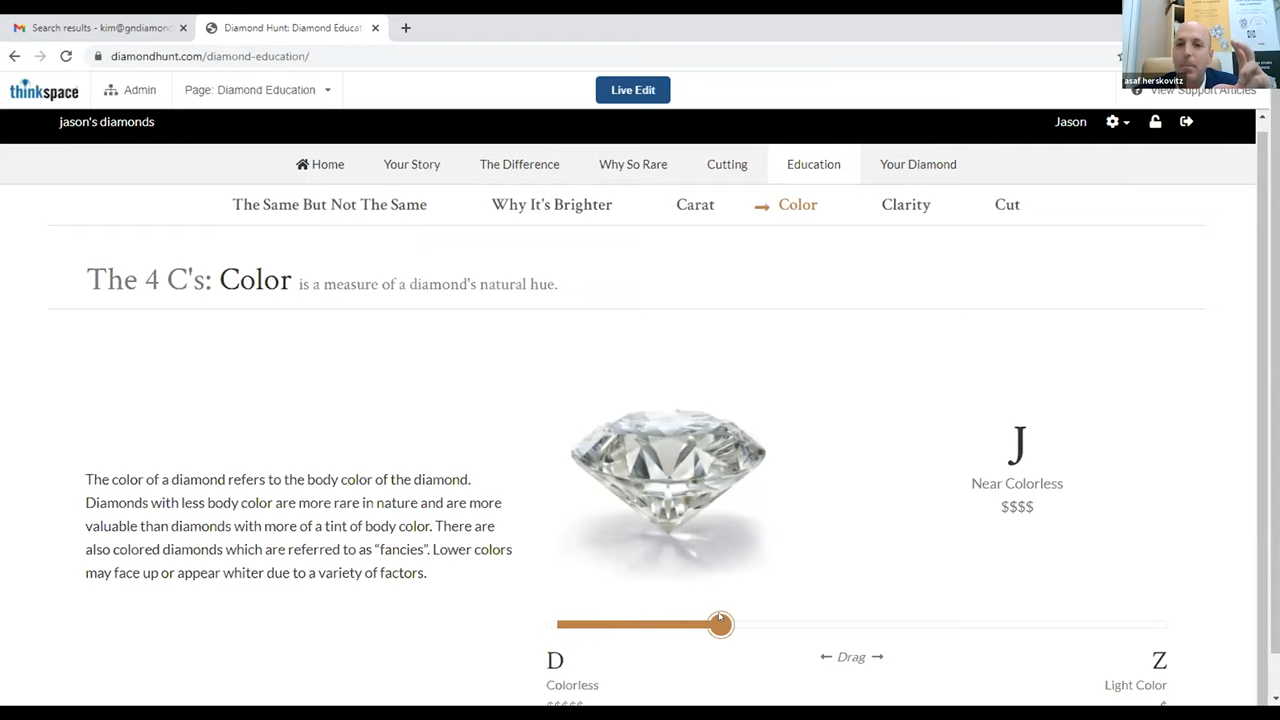 Search results - kim@gndiamond
Diamond Hunt: Diamond Educat
diamondhunt.com/diamond-education/
asaf herskovitz
thinkspace
Admin
Page: Diamond Education
Live Edit
View Support Articles
jason's diamonds
Jason
Home
Your Story
The Difference
Why So Rare
Cutting
Education
Your Diamond
The Same But Not The Same
Why It's Brighter
Carat
Color
Clarity
Cut
The 4 C's: Color is a measure of a diamond's natural hue.
The color of a diamond refers to the body color of the diamond.
Diamonds with less body color are more rare in nature and are more
valuable than diamonds with more of a tint of body color. There are
also colored diamonds which are referred to as “fancies”. Lower colors
may face up or appear whiter due to a variety of factors.
J
Near Colorless
$$$$
D
Colorless
$$$$$
← Drag →
Z
Light Color
$